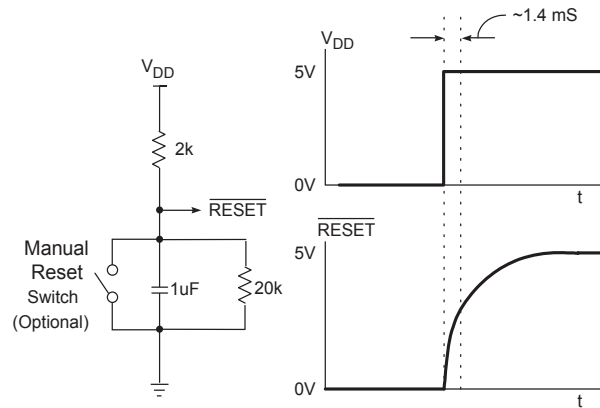 V_DD
2k
RESET
Manual
Reset
Switch
(Optional)
1uF
20k
~1.4 mS
V_DD
5V
0V
t
RESET
5V
0V
t